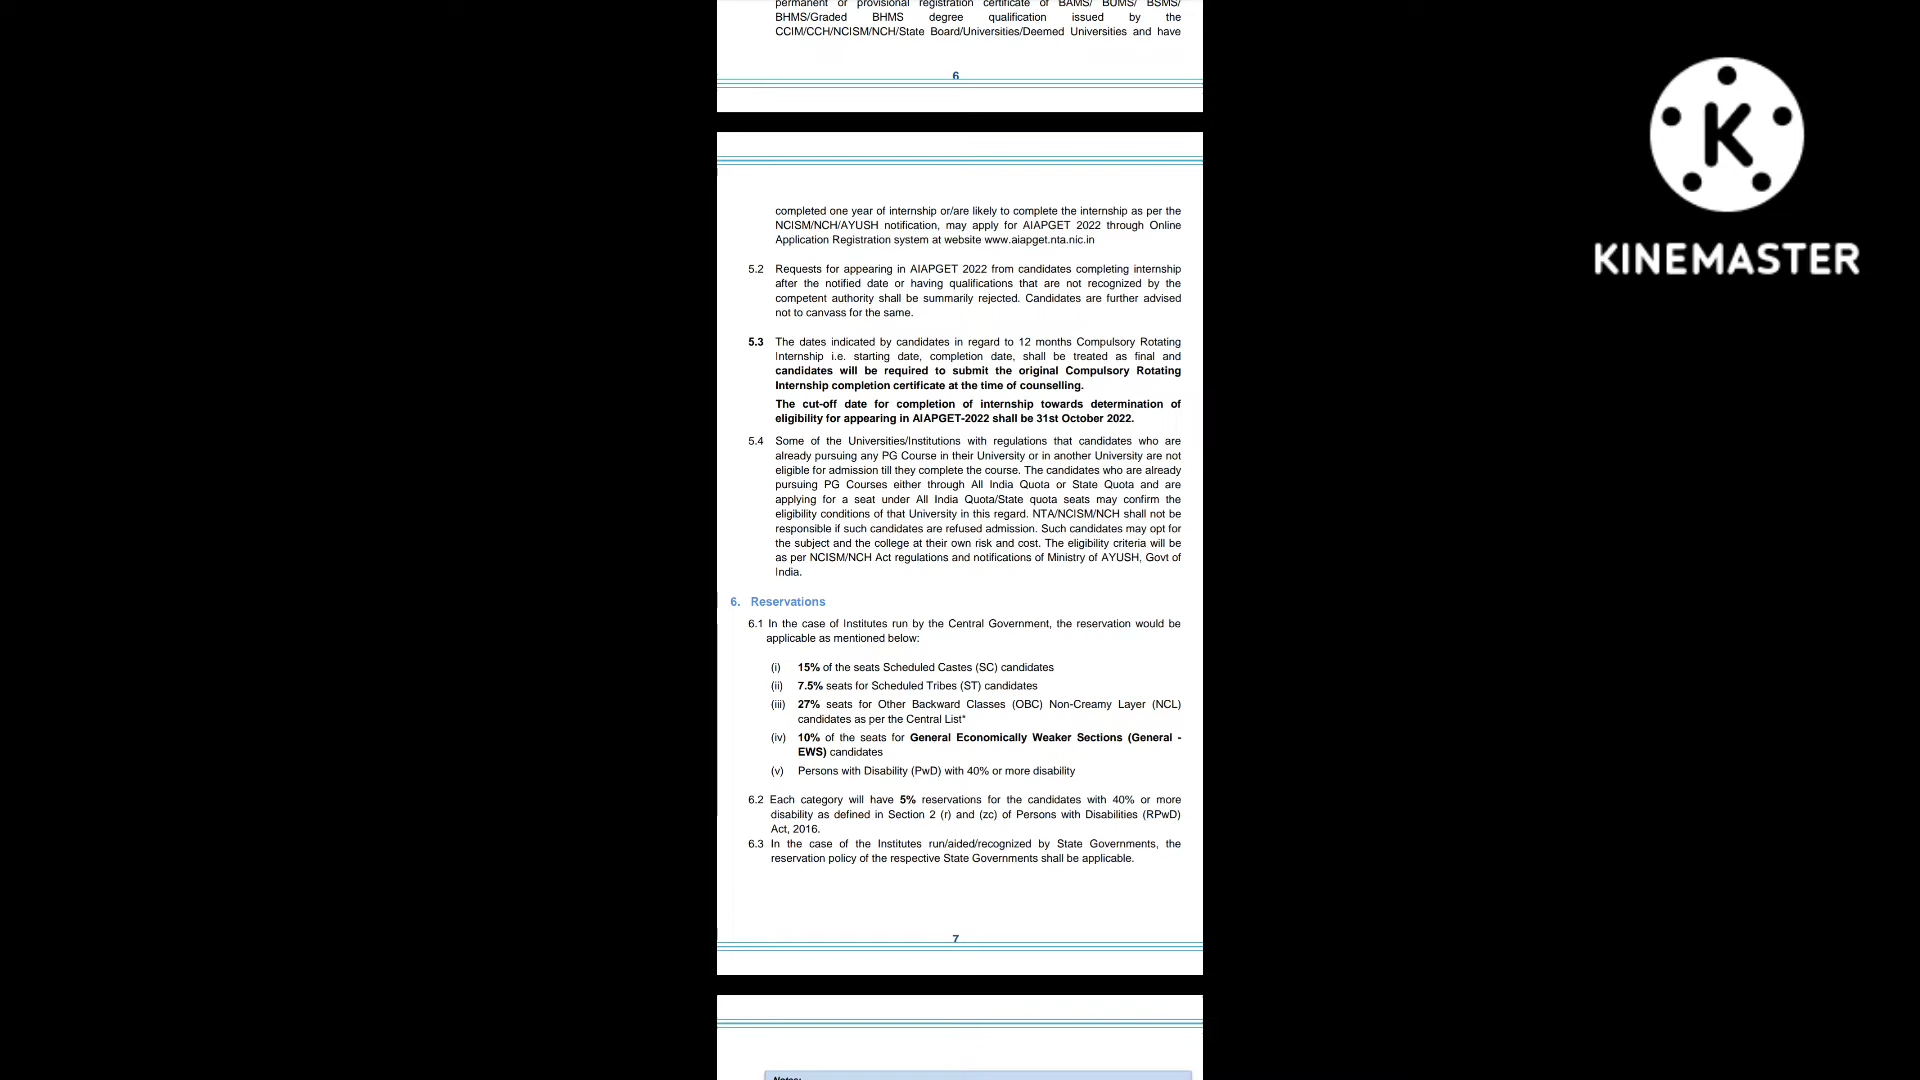 permanent or provisional registration certificate of BAMS/ BUMS/ BSMS/
BHMS/Graded BHMS degree qualification issued by the
CCIM/CCH/NCISM/NCH/State Board/Universities/Deemed Universities and have
6
completed one year of internship or/are likely to complete the internship as per the
NCISM/NCH/AYUSH notification, may apply for AIAPGET 2022 through Online
Application Registration system at website www.aiapget.nta.nic.in
5.2 Requests for appearing in AIAPGET 2022 from candidates completing internship
after the notified date or having qualifications that are not recognized by the
competent authority shall be summarily rejected. Candidates are further advised
not to canvass for the same.
5.3 The dates indicated by candidates in regard to 12 months Compulsory Rotating
Internship i.e. starting date, completion date, shall be treated as final and
candidates will be required to submit the original Compulsory Rotating
Internship completion certificate at the time of counselling.
The cut-off date for completion of internship towards determination of
eligibility for appearing in AIAPGET-2022 shall be 31st October 2022.
5.4 Some of the Universities/Institutions with regulations that candidates who are
already pursuing any PG Course in their University or in another University are not
eligible for admission till they complete the course. The candidates who are already
pursuing PG Courses either through All India Quota or State Quota and are
applying for a seat under All India Quota/State quota seats may confirm the
eligibility conditions of that University in this regard. NTA/NCISM/NCH shall not be
responsible if such candidates are refused admission. Such candidates may opt for
the subject and the college at their own risk and cost. The eligibility criteria will be
as per NCISM/NCH Act regulations and notifications of Ministry of AYUSH, Govt of
India.
6. Reservations
6.1 In the case of Institutes run by the Central Government, the reservation would be
applicable as mentioned below:
(i) 15% of the seats Scheduled Castes (SC) candidates
(ii) 7.5% seats for Scheduled Tribes (ST) candidates
(iii) 27% seats for Other Backward Classes (OBC) Non-Creamy Layer (NCL)
candidates as per the Central List*
(iv) 10% of the seats for General Economically Weaker Sections (General -
EWS) candidates
(v) Persons with Disability (PwD) with 40% or more disability
6.2 Each category will have 5% reservations for the candidates with 40% or more
disability as defined in Section 2 (r) and (zc) of Persons with Disabilities (RPwD)
Act, 2016.
6.3 In the case of the Institutes run/aided/recognized by State Governments, the
reservation policy of the respective State Governments shall be applicable.
7
Notes:
K
KINEMASTER